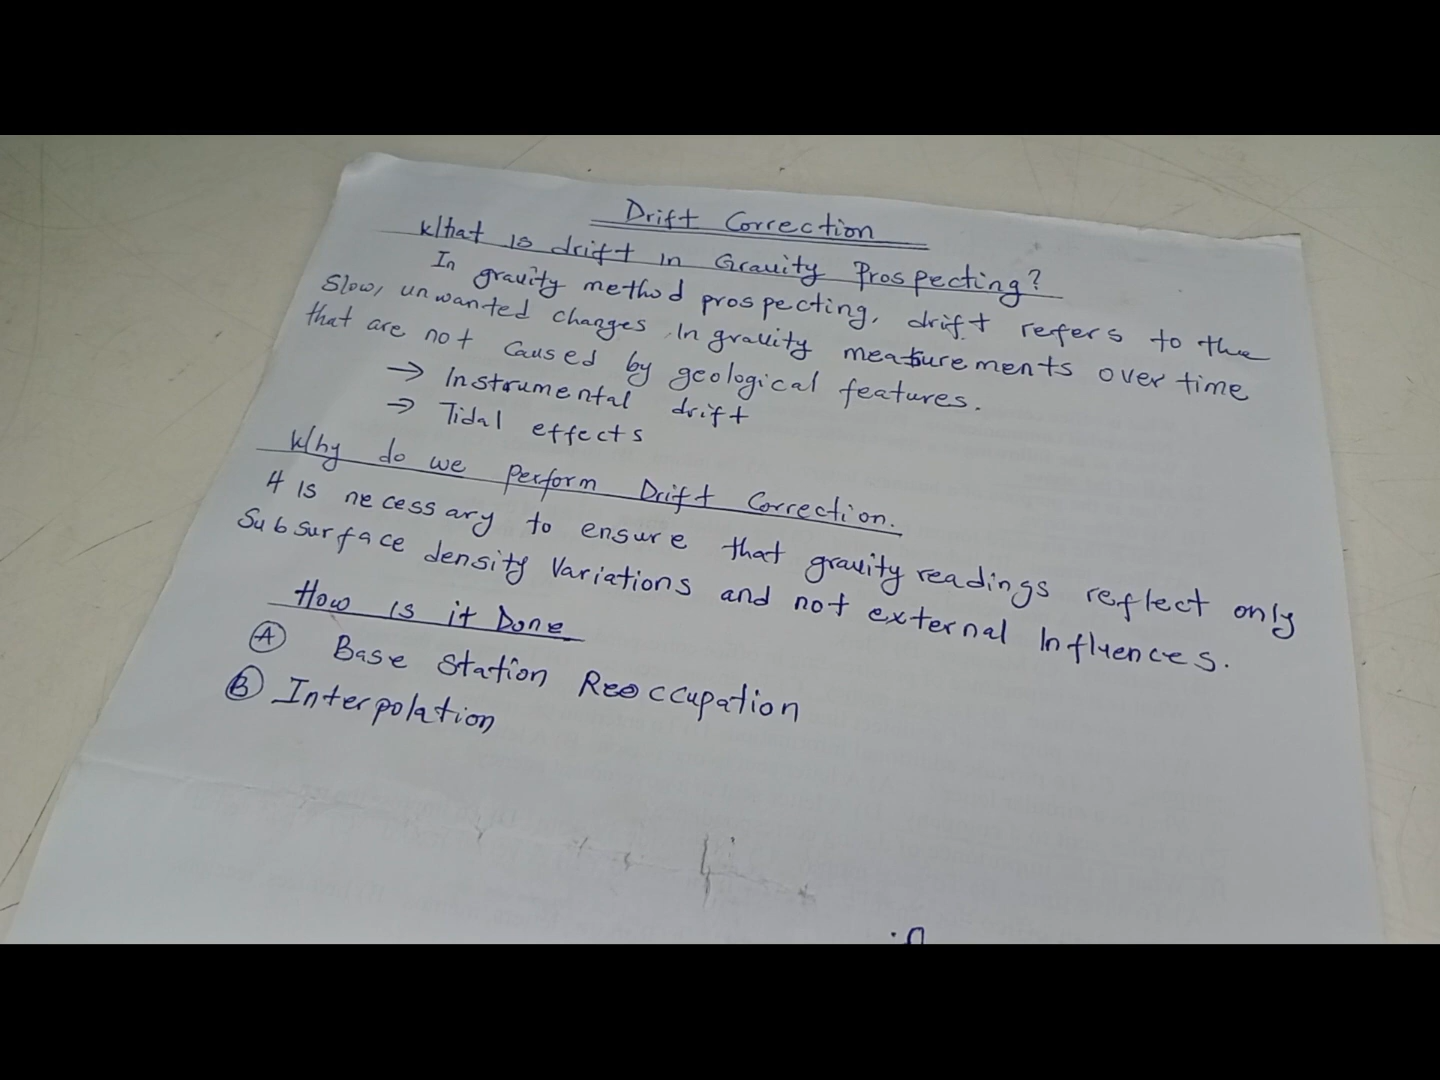 Drift Correction
What is drift in Gravity Prospecting?
In gravity method prospecting, drift refers to the
Slow, unwanted changes in gravity measurements over time
that are not caused by geological features.
→ Instrumental drift
→ Tidal effects
Why do we perform Drift Correction.
It is necessary to ensure that gravity readings reflect only
Subsurface density Variations and not external Influences.
How is it Done
(A) Base Station Reoccupation
(B) Interpolation